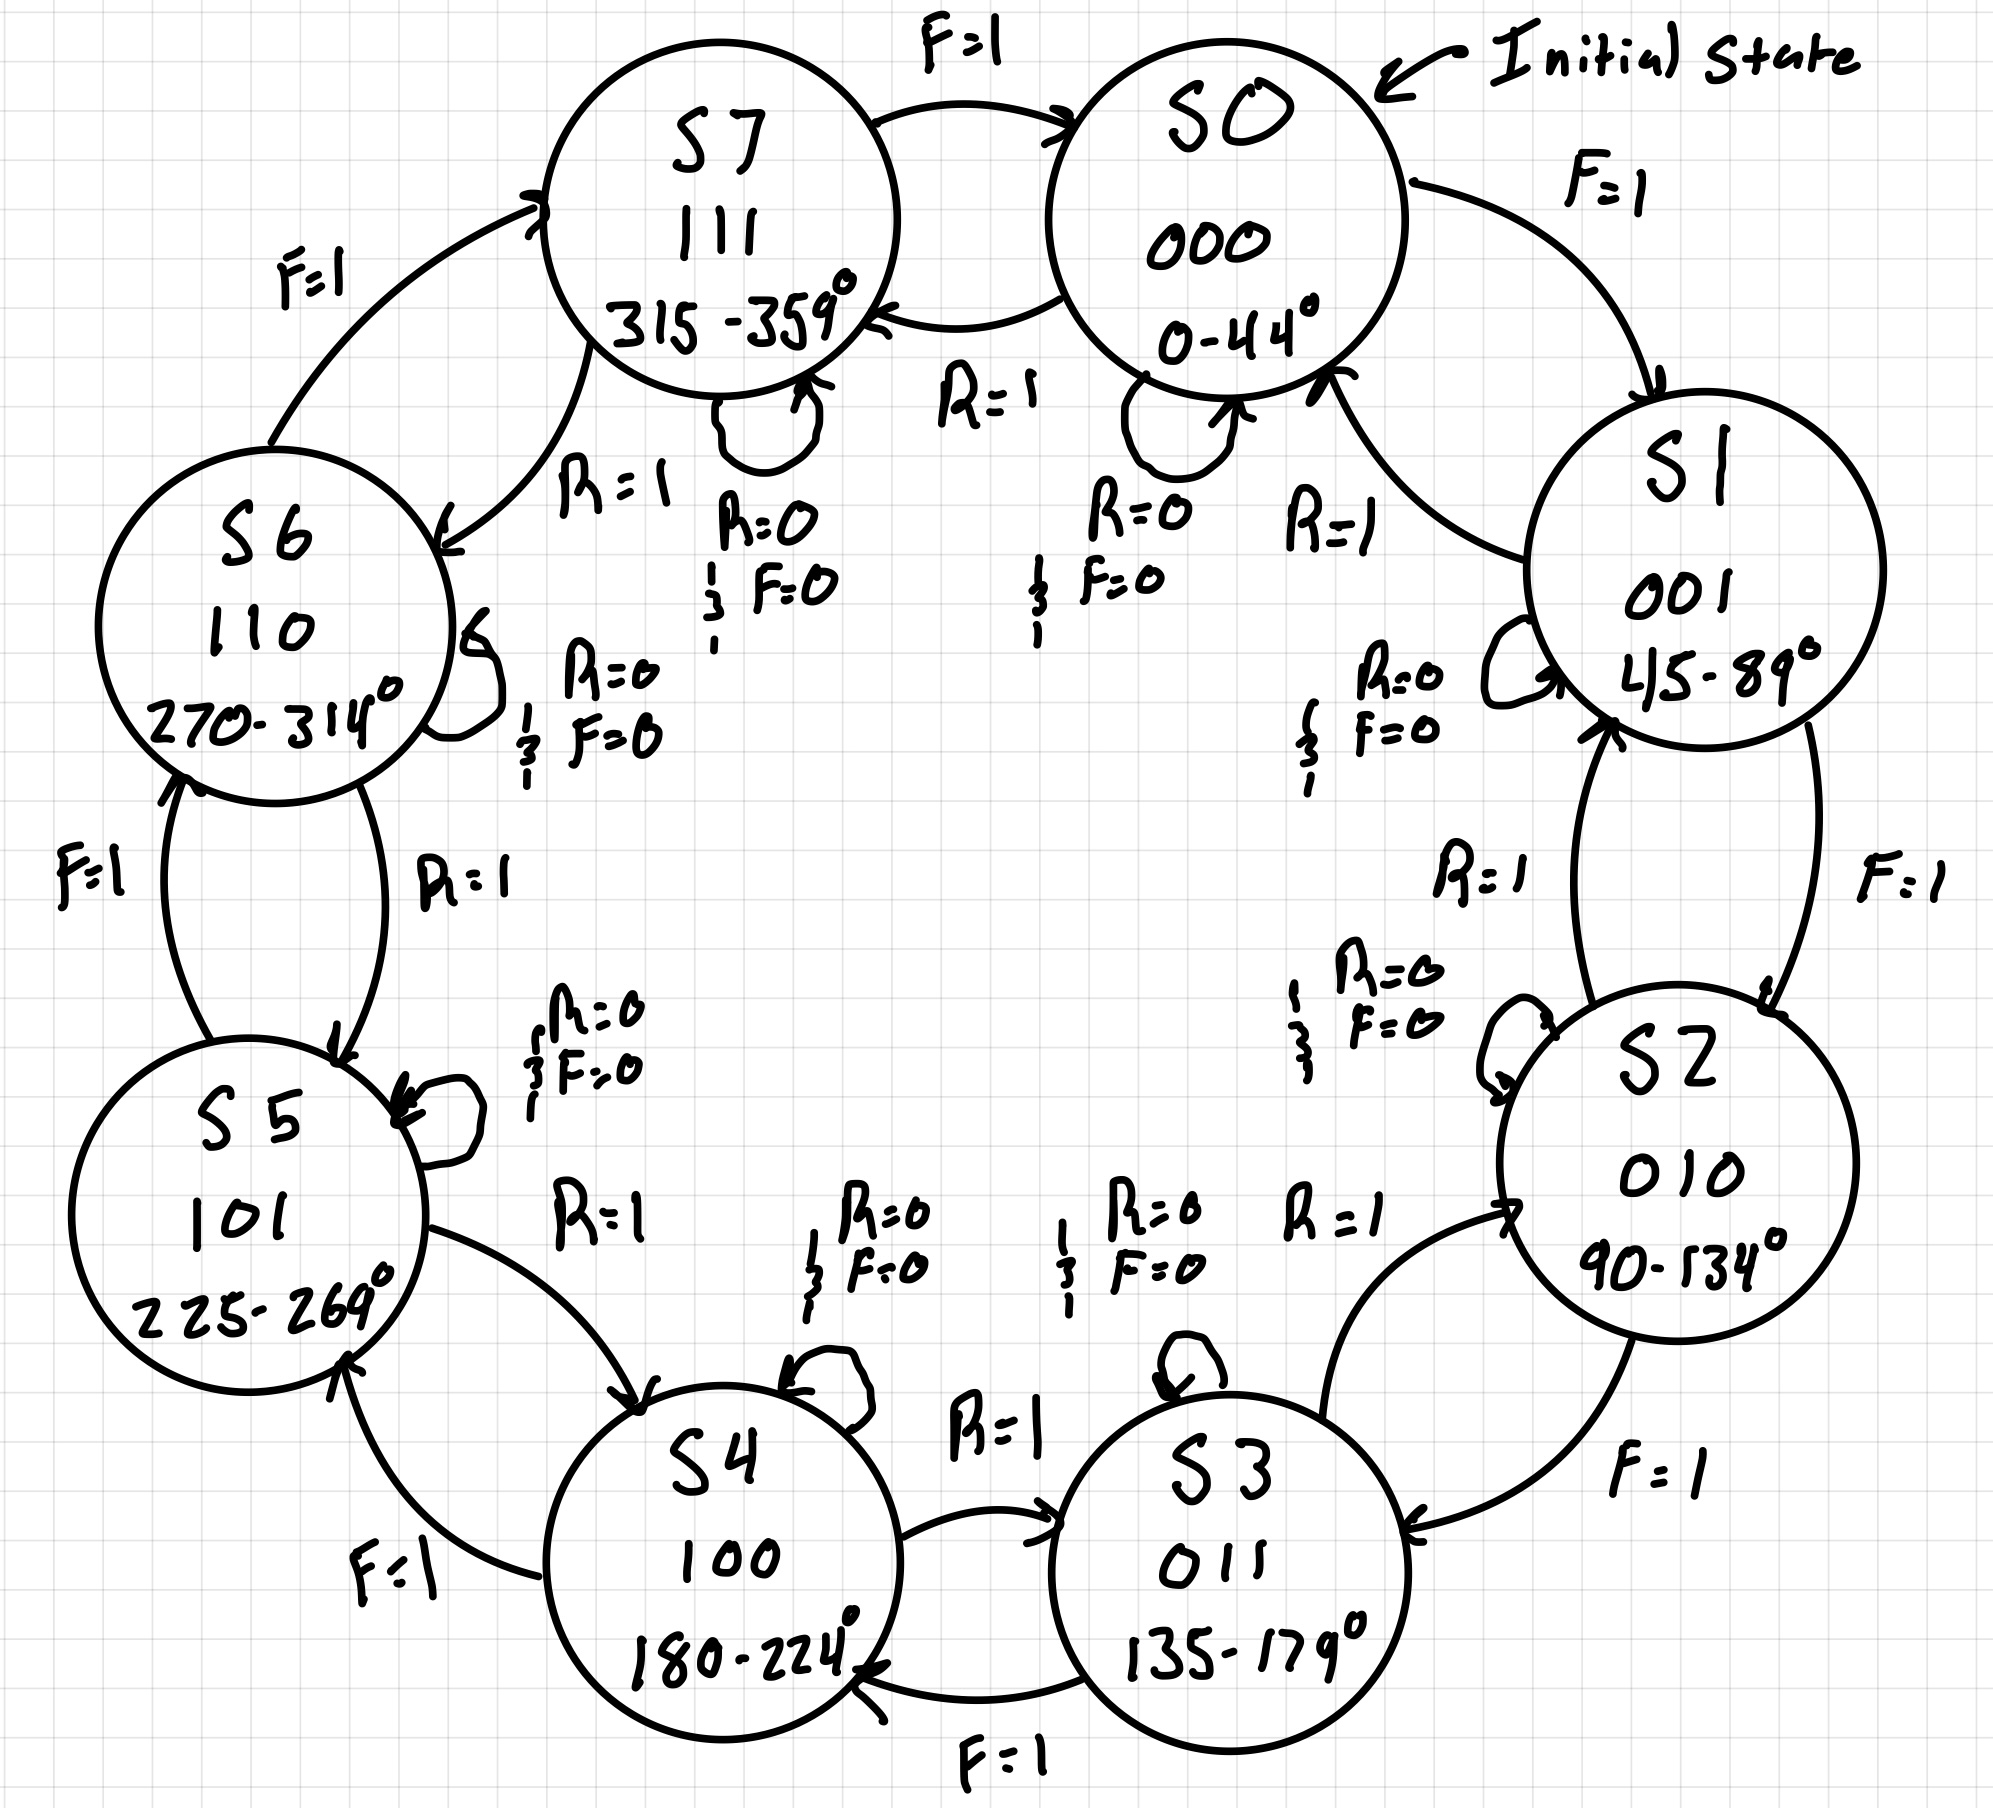 F=1
Initial State
S7
111
315-359°
S0
000
0-44°
F=1
F=1
R=1
R=1
R=0
& F=0
R=0
& F=0
R=1
S1
001
45-89°
S6
110
270-314°
R=0
& F=0
R=0
& F=0
F=1
R=1
R=1
F=1
R=0
& F=0
R=0
& F=0
S2
010
90-134°
S5
101
225-269°
R=1
R=0
& F=0
R=0
& F=0
R=1
R=1
F=1
S4
100
180-224°
S3
011
135-179°
F=1
F=1